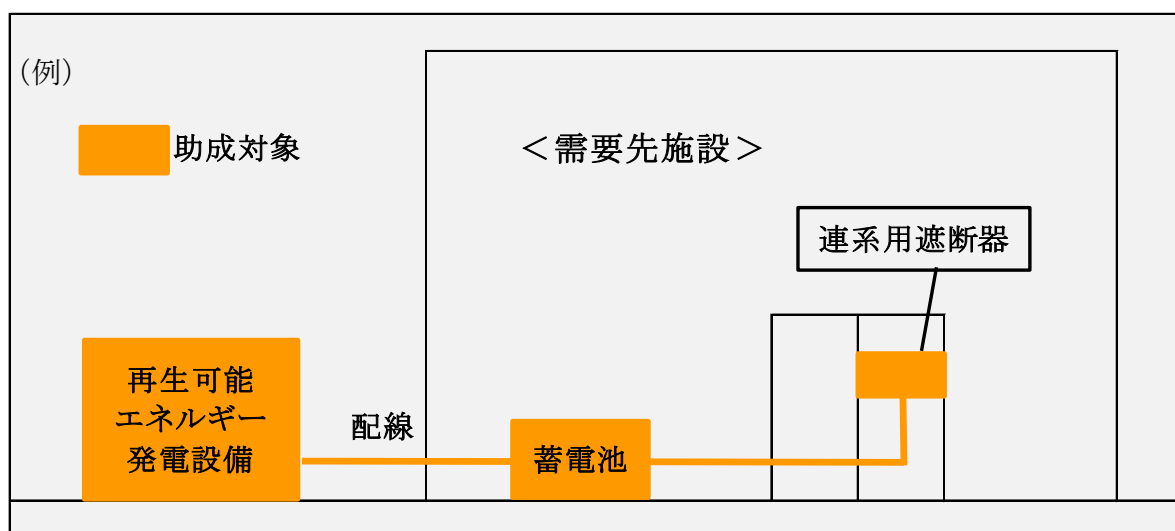 (例)
助成対象
<需要先施設>
連系用遮断器
再生可能
エネルギー
発電設備
配線
蓄電池